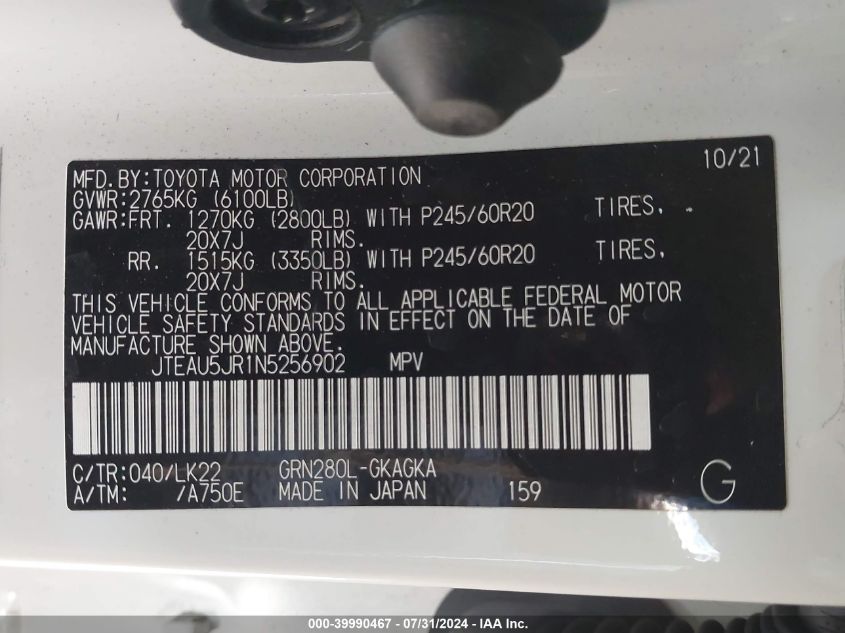 10/21
MFD.BY:TOYOTA MOTOR CORPORATION
GVWR:2765KG (6100LB)
GAWR:FRT. 1270KG (2800LB) WITH P245/60R20 TIRES.
20X7J RIMS.
RR. 1515KG (3350LB) WITH P245/60R20 TIRES,
20X7J RIMS.
THIS VEHICLE CONFORMS TO ALL APPLICABLE FEDERAL MOTOR
VEHICLE SAFETY STANDARDS IN EFFECT ON THE DATE OF
MANUFACTURE SHOWN ABOVE.
JTEAU5JR1N5256902 MPV
C/TR:040/LK22 GRN280L-GKAGKA
A/TM: /A750E MADE IN JAPAN 159 G
000-39990467 - 07/31/2024 - IAA Inc.